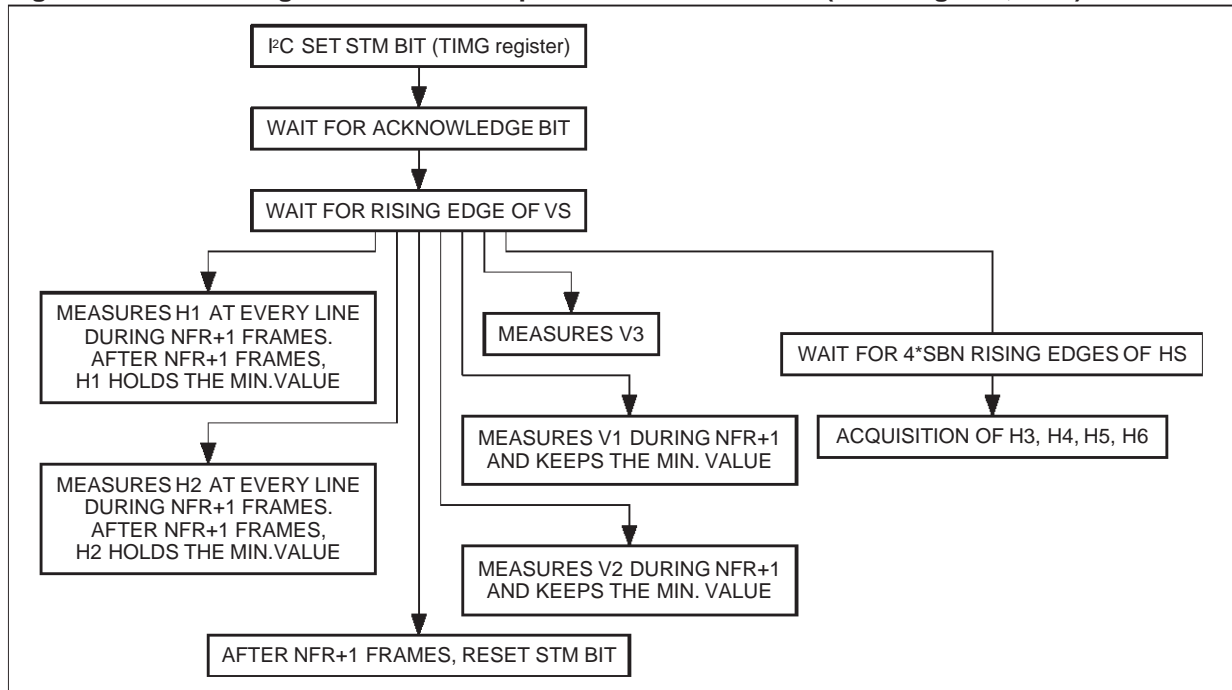 I²C SET STM BIT (TIMG register)
WAIT FOR ACKNOWLEDGE BIT
WAIT FOR RISING EDGE OF VS
MEASURES H1 AT EVERY LINE
DURING NFR+1 FRAMES.
AFTER NFR+1 FRAMES,
H1 HOLDS THE MIN.VALUE
MEASURES V3
WAIT FOR 4*SBN RISING EDGES OF HS
MEASURES V1 DURING NFR+1
AND KEEPS THE MIN. VALUE
ACQUISITION OF H3, H4, H5, H6
MEASURES H2 AT EVERY LINE
DURING NFR+1 FRAMES.
AFTER NFR+1 FRAMES,
H2 HOLDS THE MIN.VALUE
MEASURES V2 DURING NFR+1
AND KEEPS THE MIN. VALUE
AFTER NFR+1 FRAMES, RESET STM BIT